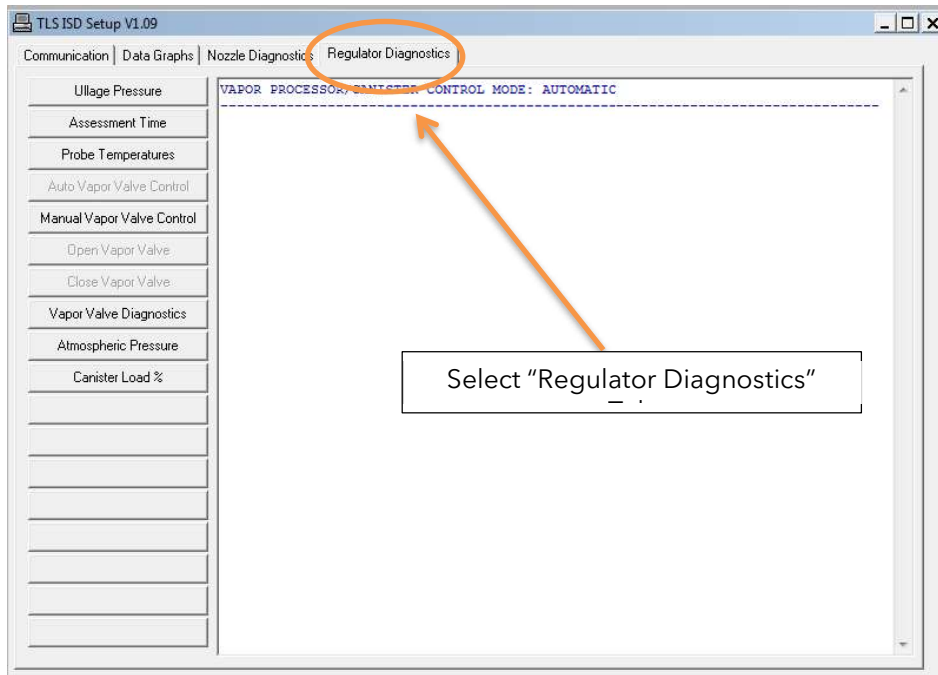 TLS ISD Setup V1.09
Communication Data Graphs Nozzle Diagnostics Regulator Diagnostics
Ullage Pressure
VAPOR PROCESSOR/CANISTER CONTROL MODE: AUTOMATIC
Assessment Time
Probe Temperatures
Auto Vapor Valve Control
Manual Vapor Valve Control
Open Vapor Valve
Close Vapor Valve
Vapor Valve Diagnostics
Atmospheric Pressure
Canister Load %
Select “Regulator Diagnostics”